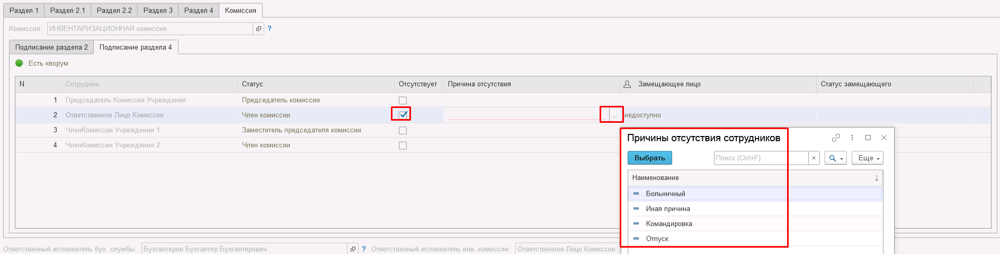 Раздел 1 Раздел 2.1 Раздел 2.2 Раздел 3 Раздел 4 Комиссия
Комиссия: ИНВЕНТАРИЗАЦИОННАЯ комиссия ?
Подписание раздела 2 Подписание раздела 4
Есть кворум
N Сотрудник Статус Отсутствует Причина отсутствия Замещающее лицо Статус замещающего
1 Председатель Комиссии Учреждения Председатель комиссии
2 Ответственное Лицо Комиссии Член комиссии ... недоступно
3 ЧленКомиссии Учреждения 1 Заместитель председателя комиссии
4 ЧленКомиссии Учреждения 2 Член комиссии
Причины отсутствия сотрудников
Выбрать Поиск (Ctrl+F) × Еще
Наименование ↓
Больничный
Иная причина
Командировка
Отпуск
Ответственный исполнитель бух. службы: Бухгалтеров Бухгалтер Бухгалтерович ? Ответственный исполнитель инв. комиссии: Ответственное Лицо Комиссии